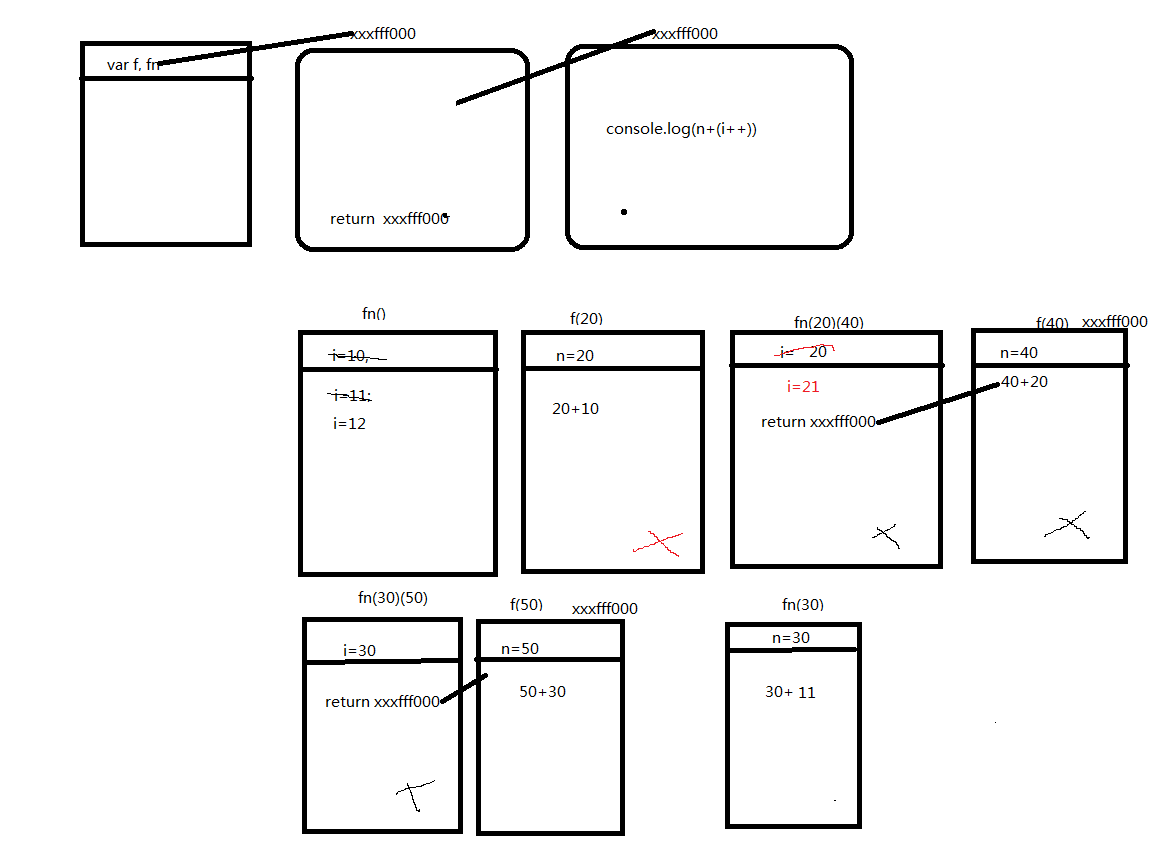 xxxfff000
xxxfff000
var f, fn
console.log(n+(i++))
return xxxfff000
fn()
f(20)
fn(20)(40)
f(40) xxxfff000
i=10,
n=20
i= 20
n=40
i=11;
20+10
i=21
40+20
i=12
return xxxfff000
fn(30)(50)
f(50) xxxfff000
fn(30)
i=30
n=50
n=30
return xxxfff000
50+30
30+ 11